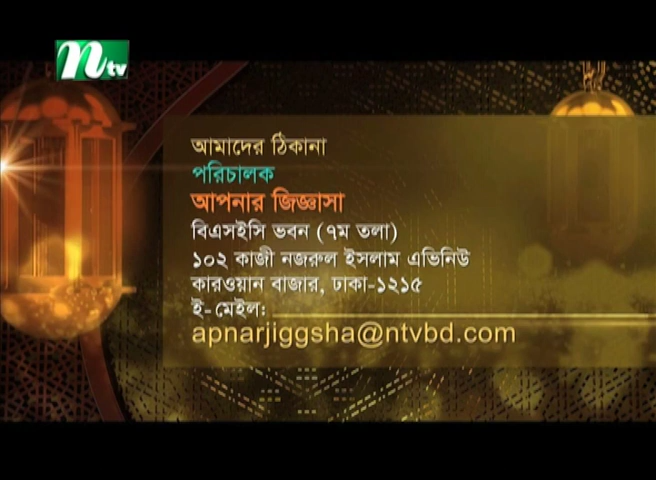 ntv
আমাদের ঠিকানা
পরিচালক
আপনার জিজ্ঞাসা
বিএসইসি ভবন (৭ম তলা)
১০২ কাজী নজরুল ইসলাম এভিনিউ
কারওয়ান বাজার, ঢাকা-১২১৫
ই-মেইল:
apnarjiggsha@ntvbd.com